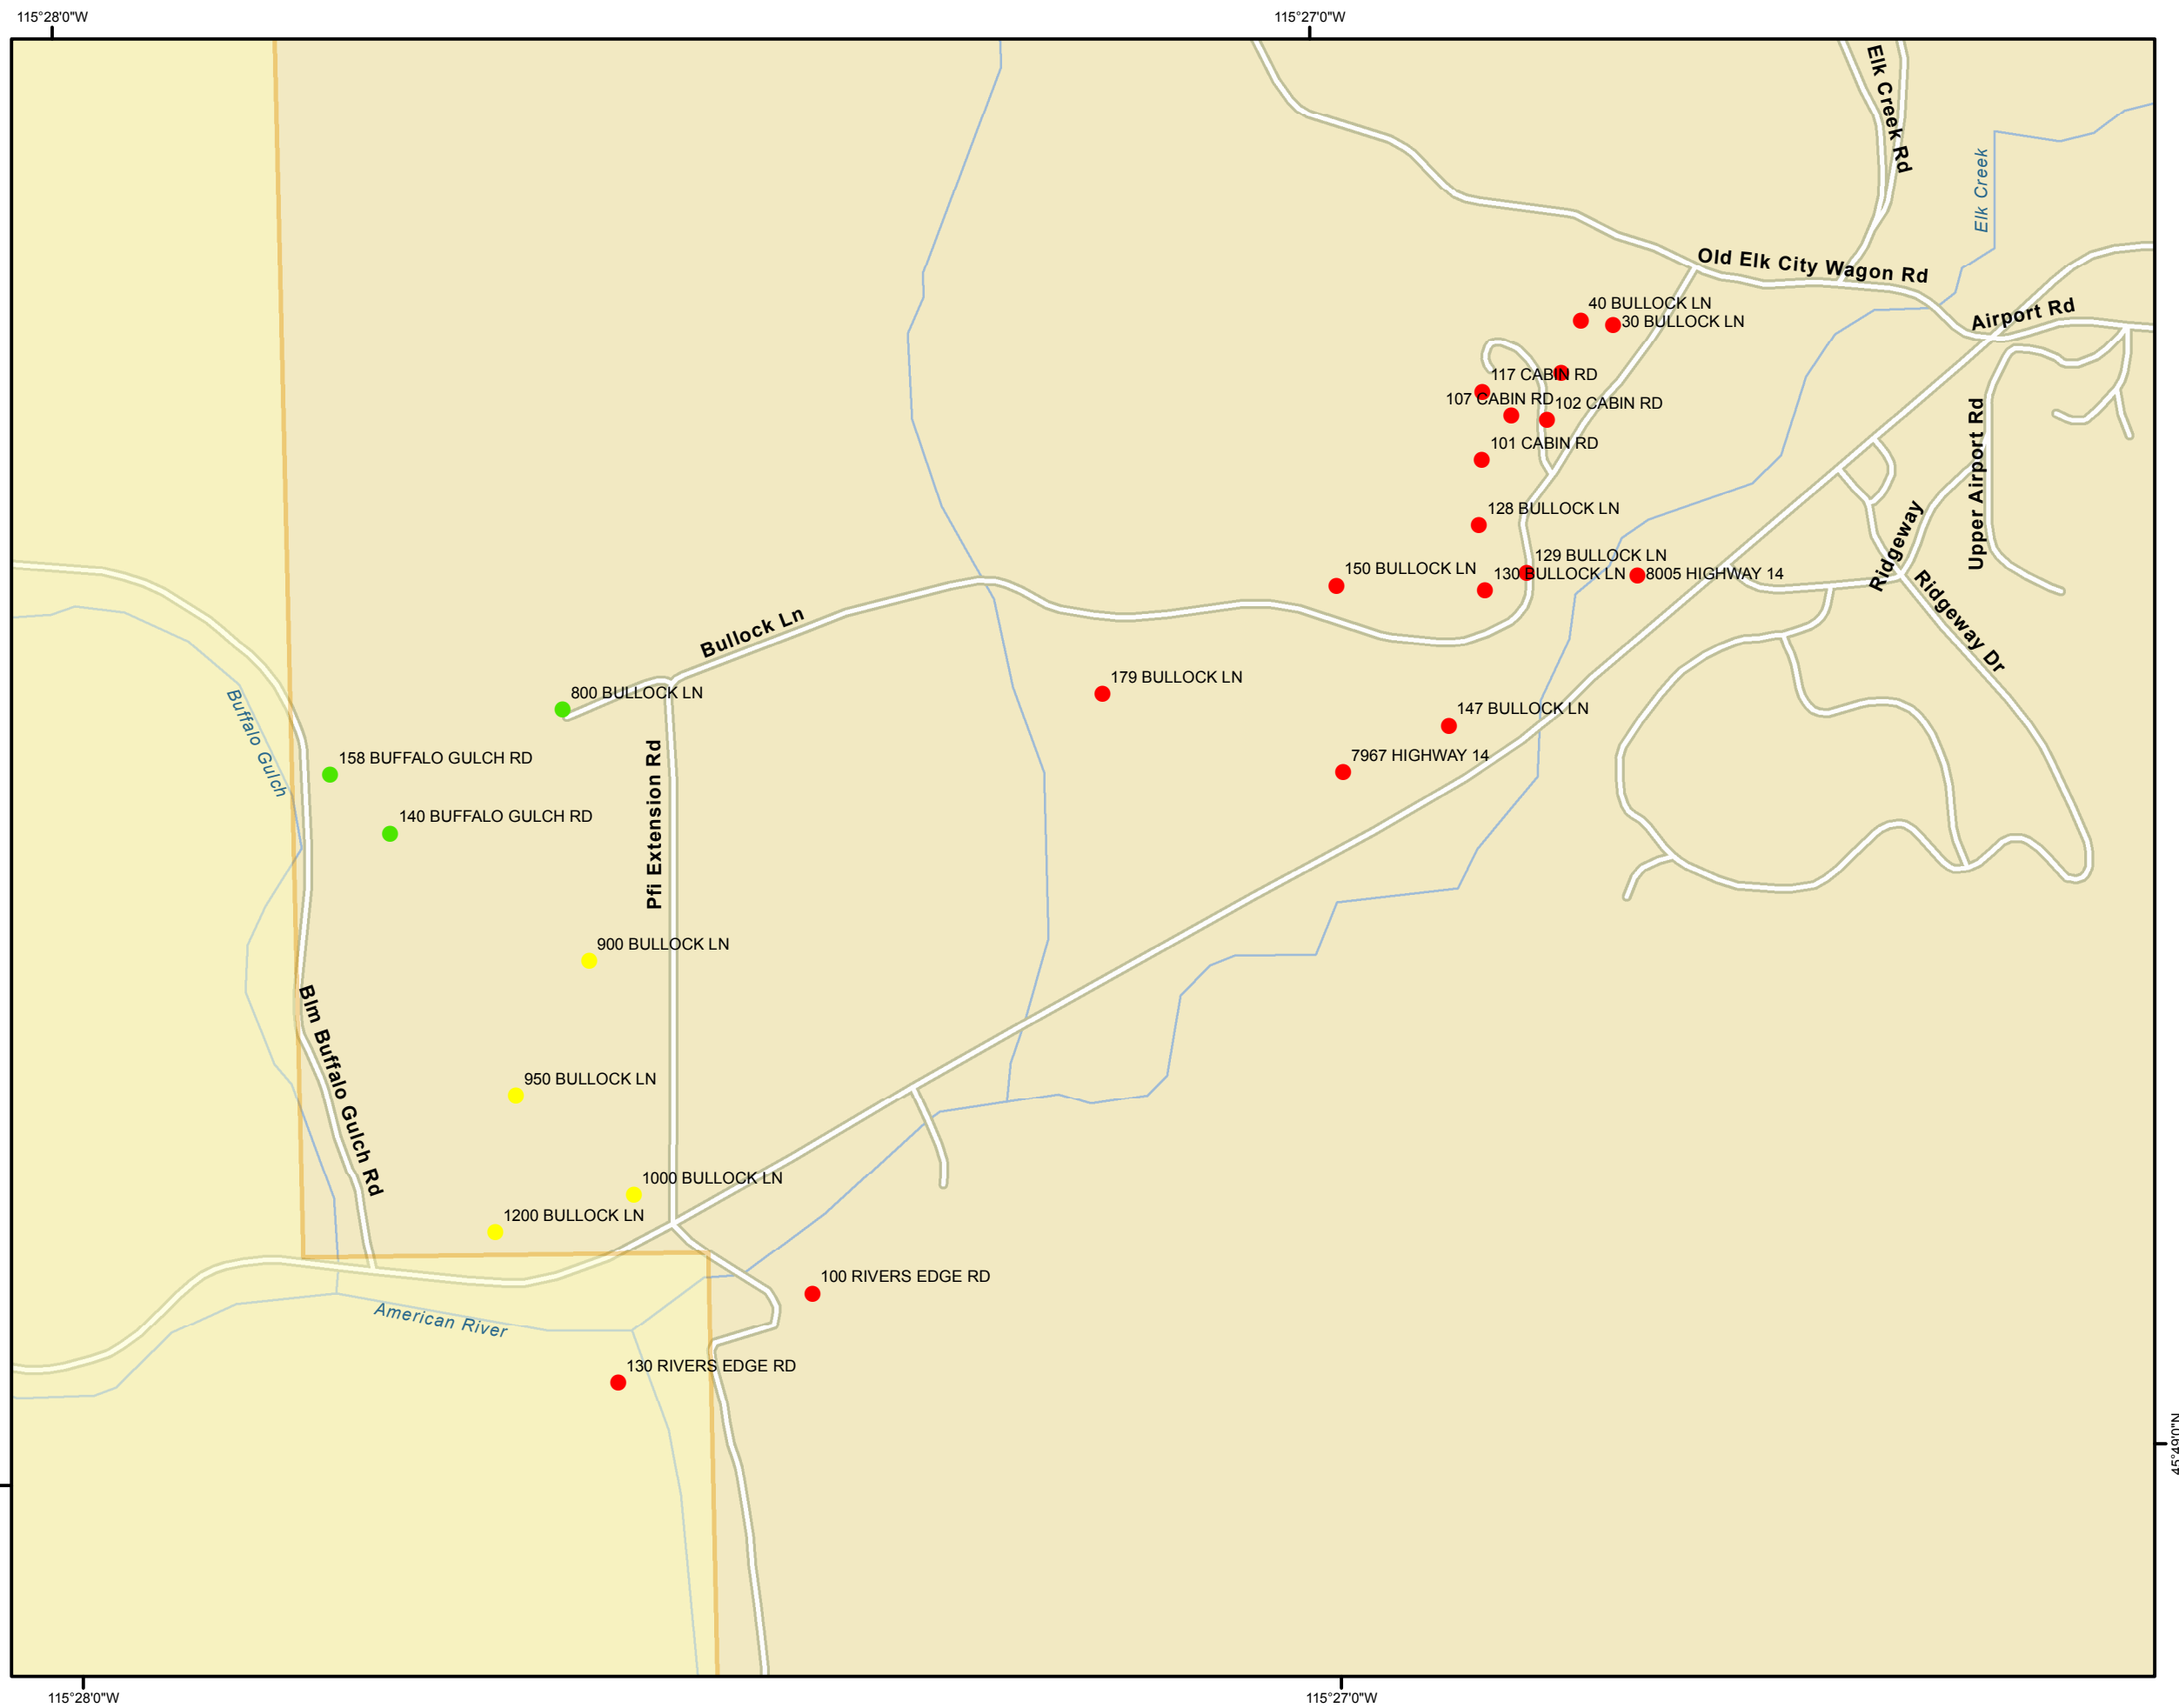 115°28'0"W
115°27'0"W
Elk Creek Rd
Elk Creek
Old Elk City Wagon Rd
Airport Rd
40 BULLOCK LN
30 BULLOCK LN
117 CABIN RD
107 CABIN RD
102 CABIN RD
101 CABIN RD
Upper Airport Rd
128 BULLOCK LN
Ridgeway
129 BULLOCK LN
150 BULLOCK LN
130 BULLOCK LN
8005 HIGHWAY 14
Ridgeway Dr
Bullock Ln
179 BULLOCK LN
800 BULLOCK LN
147 BULLOCK LN
Buffalo Gulch
158 BUFFALO GULCH RD
7967 HIGHWAY 14
140 BUFFALO GULCH RD
Pfi Extension Rd
900 BULLOCK LN
Blm Buffalo Gulch Rd
950 BULLOCK LN
1000 BULLOCK LN
1200 BULLOCK LN
100 RIVERS EDGE RD
American River
130 RIVERS EDGE RD
45°49'0"N
115°28'0"W
115°27'0"W